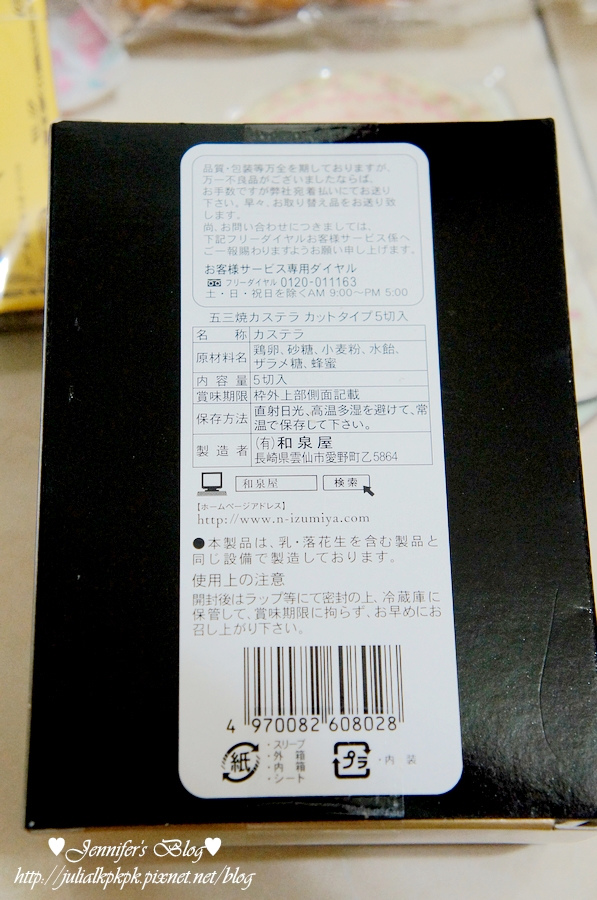 品質・包装等万全を期しておりますが、
万一不良品がございましたならば、
お手数ですが弊社宛着払いにてお送り
下さい。早々、お取り替え品をお送り致
します。
尚、お問い合わせにつきましては、
下記フリーダイヤルお客様サービス係へ
ご一報賜わりますようお願い申し上げます。
お客様サービス専用ダイヤル
フリーダイヤル 0120-011163
土・日・祝日を除くAM 9:00~PM 5:00
五三焼カステラ カットタイプ5切入
名 称 カステラ
原材料名 鶏卵、砂糖、小麦粉、水飴、
ザラメ糖、蜂蜜
内 容 量 5切入
賞味期限 枠外上部側面記載
保存方法 直射日光、高温多湿を避けて、常
温で保存して下さい。
製 造 者 (有)和泉屋
長崎県雲仙市愛野町乙5864
和泉屋 検索
【ホームページアドレス】
http://www.n-izumiya.com
●本製品は、乳・落花生を含む製品と
同じ設備で製造しております。
使用上の注意
開封後はラップ等にて密封の上、冷蔵庫に
保管して、賞味期限に拘らず、お早めにお
召し上がり下さい。
4 970082 608028
紙 ・スリーブ
・外 箱
・内 箱
・シート
プラ ・内 装
♥ Jennifer's Blog ♥
http://julialkpkpk.pixnet.net/blog